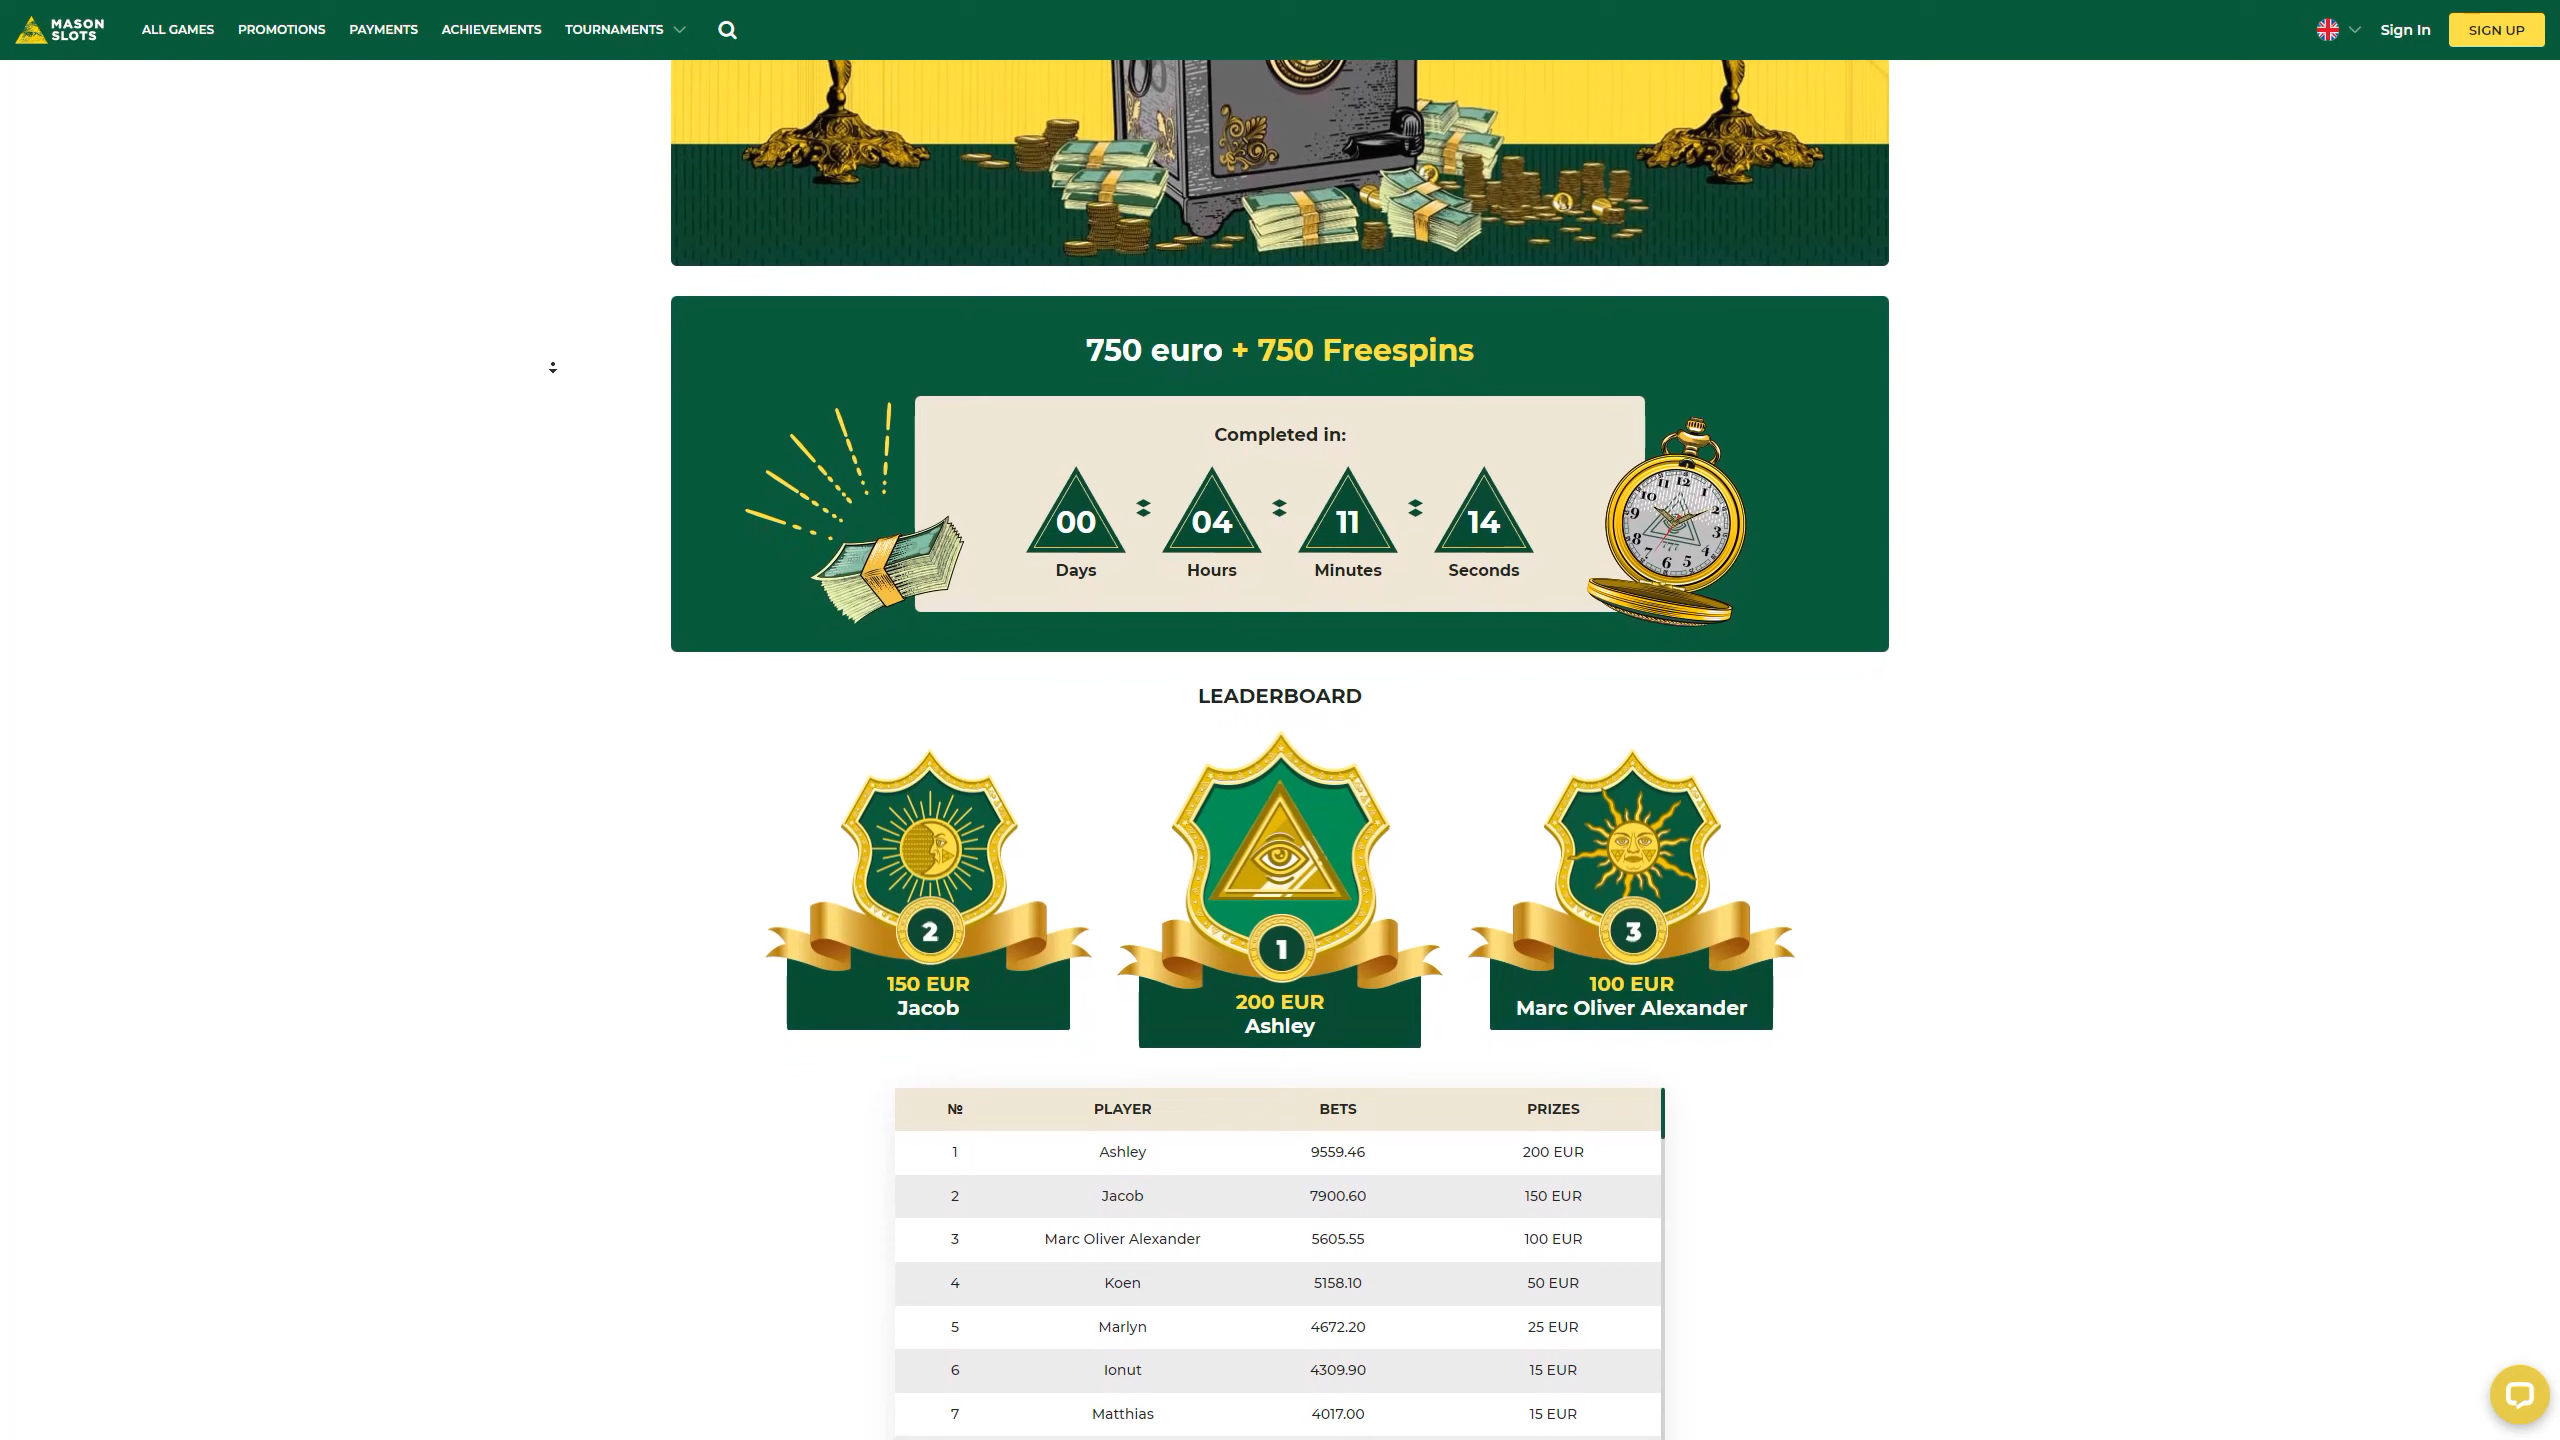 MASON
SLOTS
ALL GAMES
PROMOTIONS
PAYMENTS
ACHIEVEMENTS
TOURNAMENTS
Sign In
SIGN UP
750 euro + 750 Freespins
Completed in:
00 : 04 : 11 : 14
Days Hours Minutes Seconds
LEADERBOARD
2
150 EUR
Jacob
1
200 EUR
Ashley
3
100 EUR
Marc Oliver Alexander
№ PLAYER BETS PRIZES
1 Ashley 9559.46 200 EUR
2 Jacob 7900.60 150 EUR
3 Marc Oliver Alexander 5605.55 100 EUR
4 Koen 5158.10 50 EUR
5 Marlyn 4672.20 25 EUR
6 Ionut 4309.90 15 EUR
7 Matthias 4017.00 15 EUR